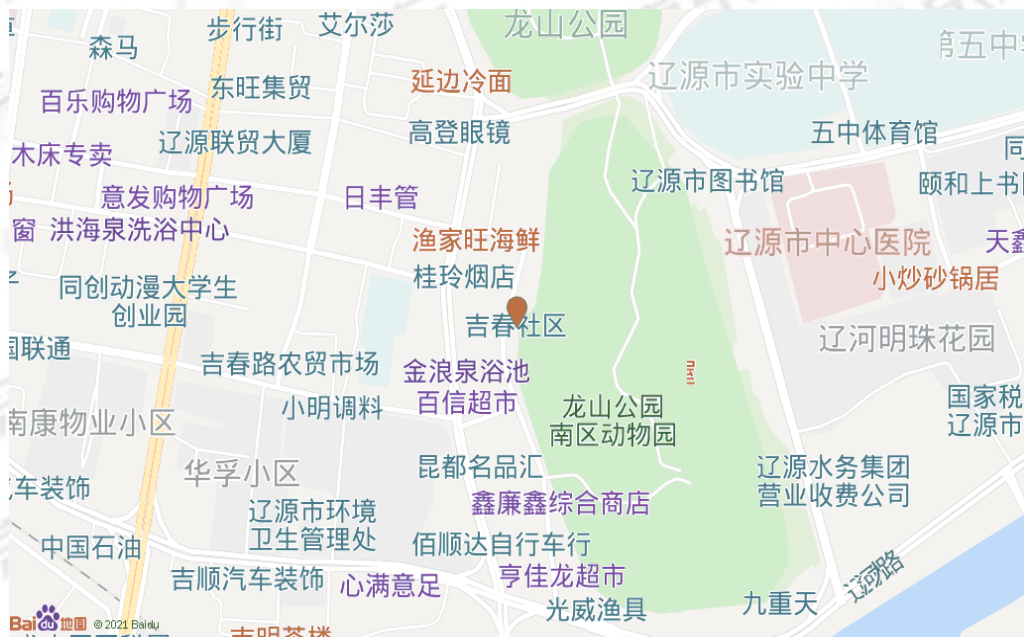 步行街
艾尔莎
龙山公园
第五中
森马
延边冷面
辽源市实验中学
东旺集贸
百乐购物广场
高登眼镜
五中体育馆
辽源联贸大厦
木床专卖
同
辽源市图书馆
颐和上书
意发购物广场
日丰管
窗
洪海泉洗浴中心
渔家旺海鲜
辽源市中心医院
天鑫
桂玲烟店
小炒砂锅居
同创动漫大学生
创业园
吉春社区
辽河明珠花园
国联通
吉春路农贸市场
金浪泉浴池
屋
百信超市
小明调料
龙山公园
南区动物园
国家税
辽源市
南康物业小区
华孚小区
昆都名品汇
辽源水务集团
营业收费公司
汽车装饰
鑫廉鑫综合商店
辽源市环境
卫生管理处
中国石油
佰顺达自行车行
吉顺汽车装饰
心满意足
亨佳龙超市
辽河路
光威渔具
九重天
Baidu地图 © 2021 Baidu